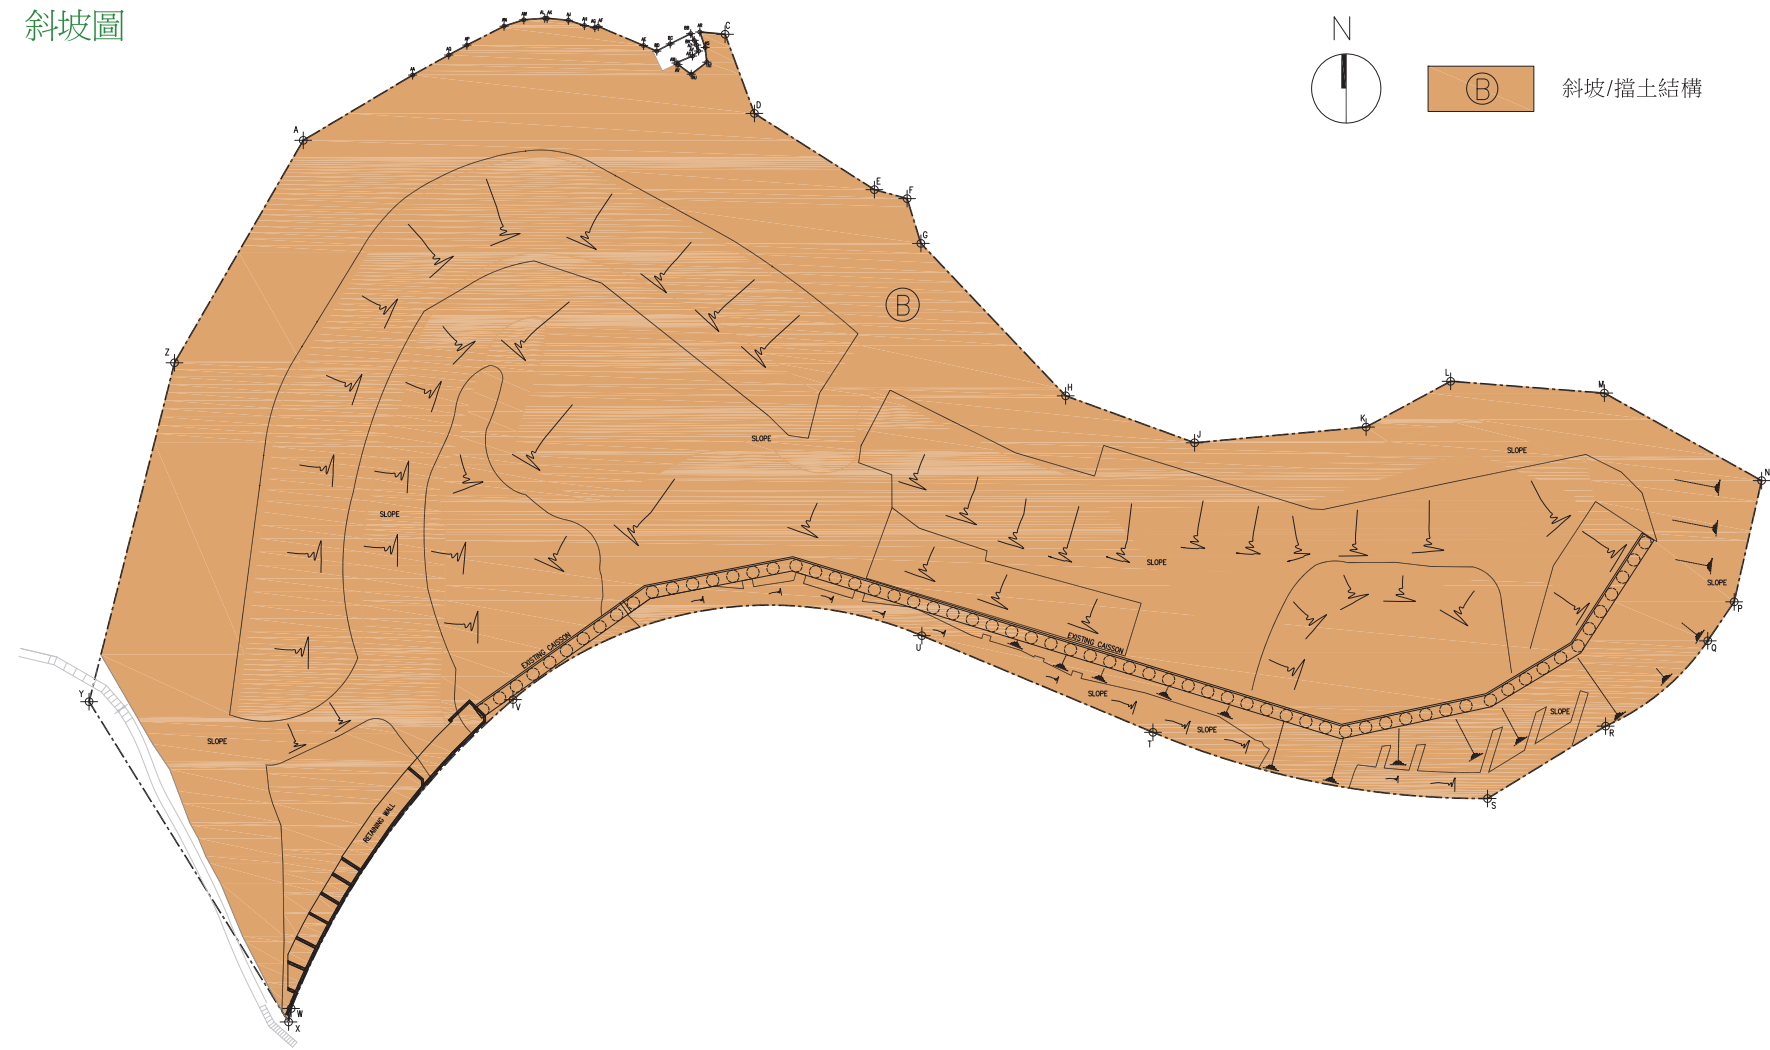 斜坡圖
N
B
斜坡/擋土結構
C
D
A
E
F
G
B
Z
H
L
M
K
J
SLOPE
SLOPE
N
SLOPE
SLOPE
SLOPE
P
EXISTING CAISSON
EXISTING CAISSON
U
Q
Y
V
SLOPE
SLOPE
R
SLOPE
T
SLOPE
S
RETAINING WALL
W
X